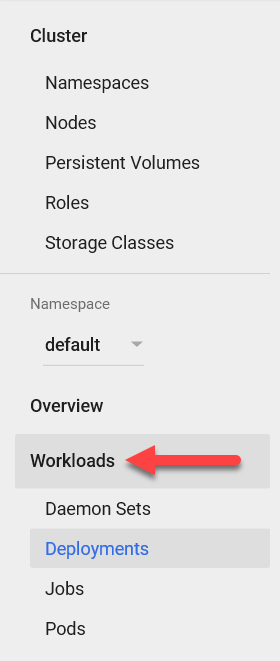 Cluster
Namespaces
Nodes
Persistent Volumes
Roles
Storage Classes
Namespace
default
Overview
Workloads
Daemon Sets
Deployments
Jobs
Pods